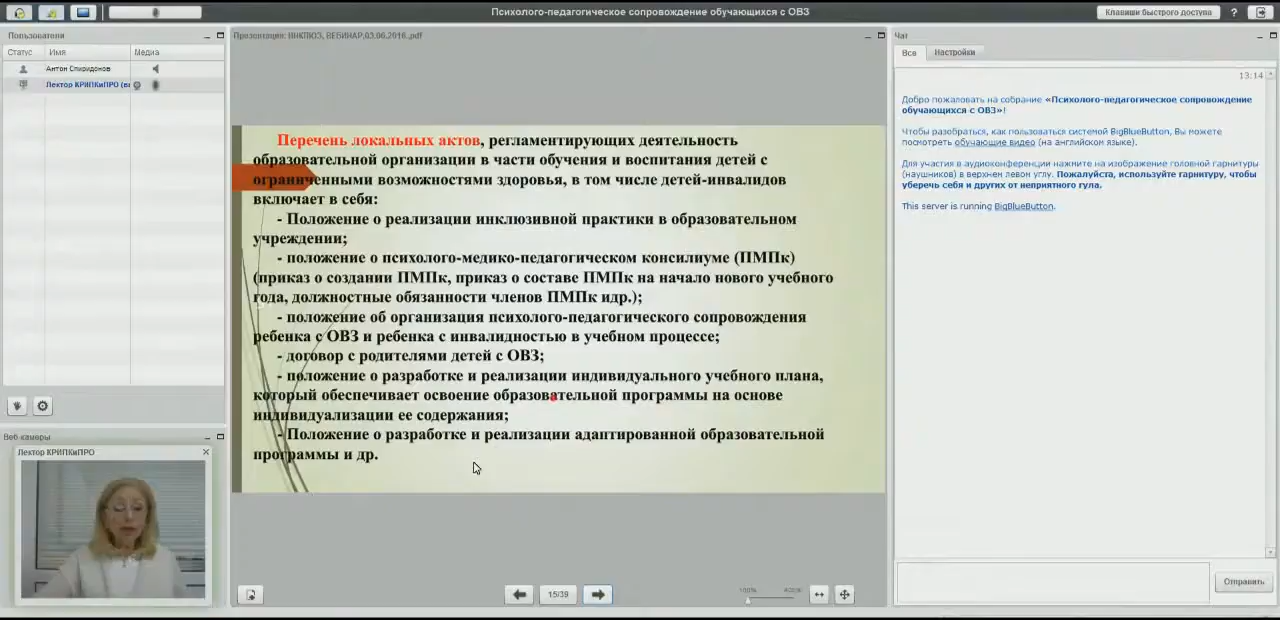 Психолого-педагогическое сопровождение обучающихся с ОВЗ
Клавиши быстрого доступа
?
Пользователи
Статус Имя Медиа
Антон Спиридонов
Лектор КРИПКиПРО (вы
Презентация: ИНКЛЮЗ, ВЕБИНАР,03.06.2016..pdf
Перечень локальных актов, регламентирующих деятельность
образовательной организации в части обучения и воспитания детей с
ограниченными возможностями здоровья, в том числе детей-инвалидов
включает в себя:
- Положение о реализации инклюзивной практики в образовательном
учреждении;
- положение о психолого-медико-педагогическом консилиуме (ПМПк)
(приказ о создании ПМПк, приказ о составе ПМПк на начало нового учебного
года, должностные обязанности членов ПМПк идр.);
- положение об организация психолого-педагогического сопровождения
ребенка с ОВЗ и ребенка с инвалидностью в учебном процессе;
- договор с родителями детей с ОВЗ;
- положение о разработке и реализации индивидуального учебного плана,
который обеспечивает освоение образовательной программы на основе
индивидуализации ее содержания;
- Положение о разработке и реализации адаптированной образовательной
программы и др.
15/39
100% 400%
Веб камеры
Лектор КРИПКиПРО
Чат
Все Настройки
13:14
Добро пожаловать на собрание «Психолого-педагогическое сопровождение
обучающихся с ОВЗ»!
Чтобы разобраться, как пользоваться системой BigBlueButton, Вы можете
посмотреть обучающие видео (на английском языке).
Для участия в аудиоконференции нажмите на изображение головной гарнитуры
(наушников) в верхнем левом углу. Пожалуйста, используйте гарнитуру, чтобы
уберечь себя и других от неприятного гула.
This server is running BigBlueButton.
Отправить